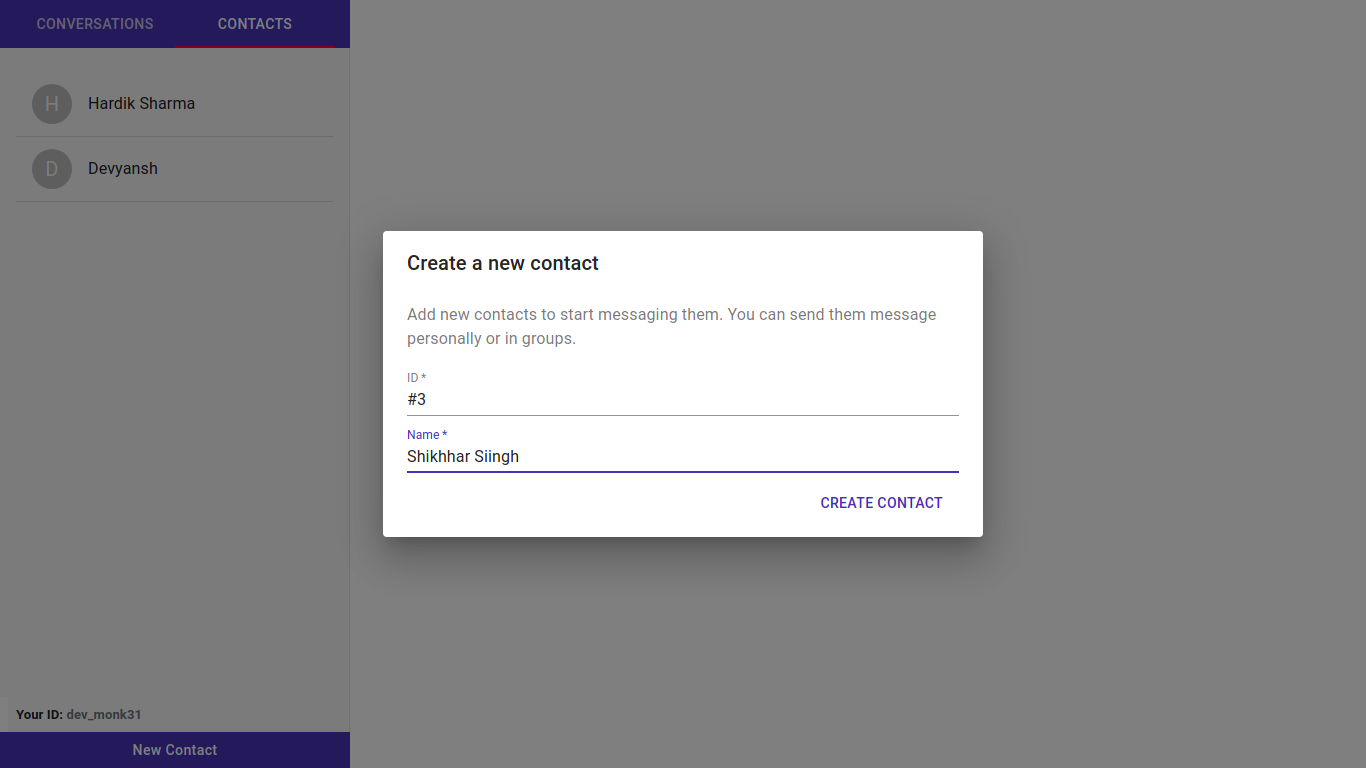 CONVERSATIONS CONTACTS
H Hardik Sharma
D Devyansh
Create a new contact
Add new contacts to start messaging them. You can send them message
personally or in groups.
ID *
#3
Name *
Shikhhar Siingh
CREATE CONTACT
Your ID: dev_monk31
New Contact